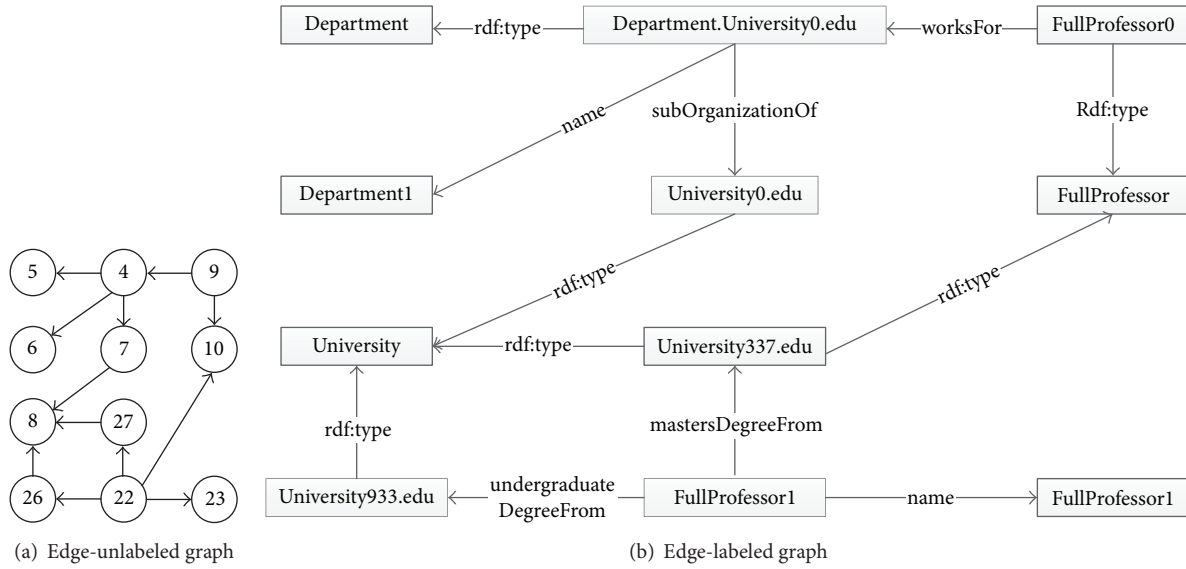 5
4
9
6
7
10
8
27
26
22
23
(a) Edge-unlabeled graph
Department
rdf:type
Department.University0.edu
worksFor
FullProfessor0
name
subOrganizationOf
Rdf:type
Department1
University0.edu
FullProfessor
rdf:type
rdf:type
University
rdf:type
University337.edu
rdf:type
mastersDegreeFrom
University933.edu
undergraduate
DegreeFrom
FullProfessor1
name
FullProfessor1
(b) Edge-labeled graph